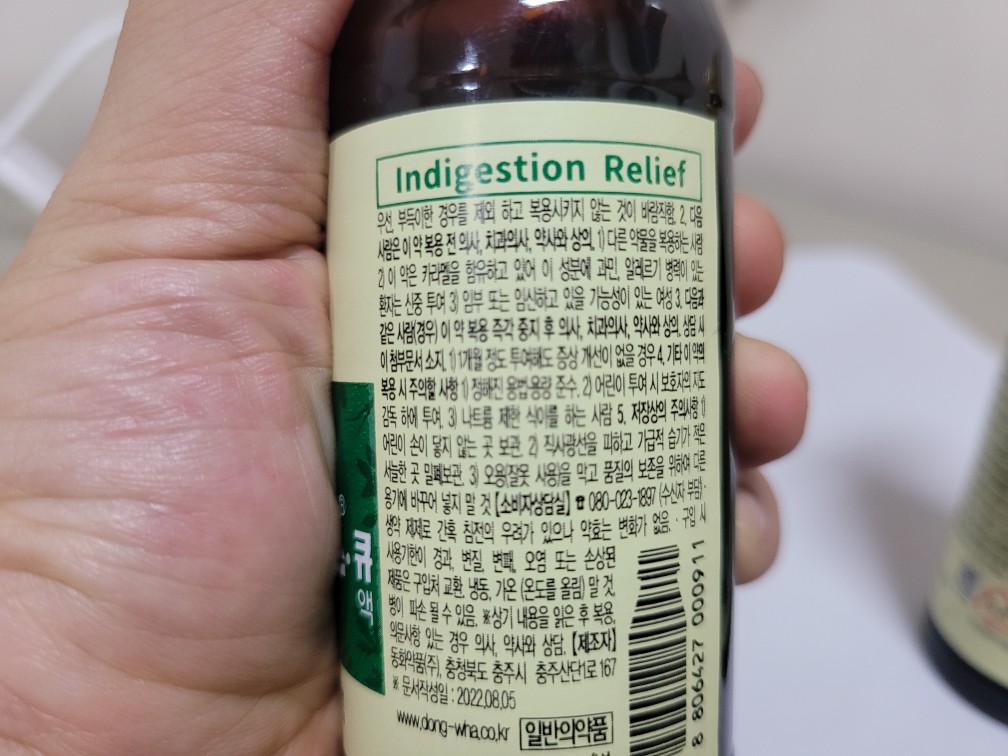 Indigestion Relief
우선, 부득이한 경우를 제외 하고 복용시키지 않는 것이 바람직함. 2. 다음
사람은 이 약 복용 전 의사, 치과의사, 약사와 상의. 1) 다른 약물을 복용하는 사람
2) 이 약은 카라멜을 함유하고 있어 이 성분에 과민, 알레르기 병력이 있는
환자는 신중 투여 3) 임부 또는 임신하고 있을 가능성이 있는 여성 3. 다음과
같은 사람(경우) 이 약 복용 즉각 중지 후 의사, 치과의사, 약사와 상의. 상담 시
이 첨부문서 소지. 1) 1개월 정도 투여해도 증상 개선이 없을 경우 4. 기타 이 약의
복용 시 주의할 사항 1) 정해진 용법·용량 준수. 2) 어린이 투여 시 보호자의 지도
감독 하에 투여. 3) 나트륨 제한 식이를 하는 사람 5. 저장상의 주의사항 1)
어린이 손이 닿지 않는 곳 보관. 2) 직사광선을 피하고 가급적 습기가 적은
서늘한 곳 밀폐보관. 3) 오용(잘못 사용)을 막고 품질의 보존을 위하여 다른
용기에 바꾸어 넣지 말 것 【소비자상담실】 ☎ 080-023-1897 (수신자 부담) ·
생약 제제로 간혹 침전의 우려가 있으나 약효는 변화가 없음. · 구입 시
사용기한이 경과, 변질, 변패, 오염 또는 손상된
제품은 구입처 교환. 냉동, 가온 (온도를 올림) 말 것.
병이 파손 될 수 있음. ※상기 내용을 읽은 후 복용,
의문사항 있는 경우 의사, 약사와 상담. 【제조자】
동화약품(주), 충청북도 충주시 충주산단1로 167
※ 문서작성일 : 2022.08.05
www.dong-wha.co.kr 일반의약품
8 806427 000911
®
큐
액